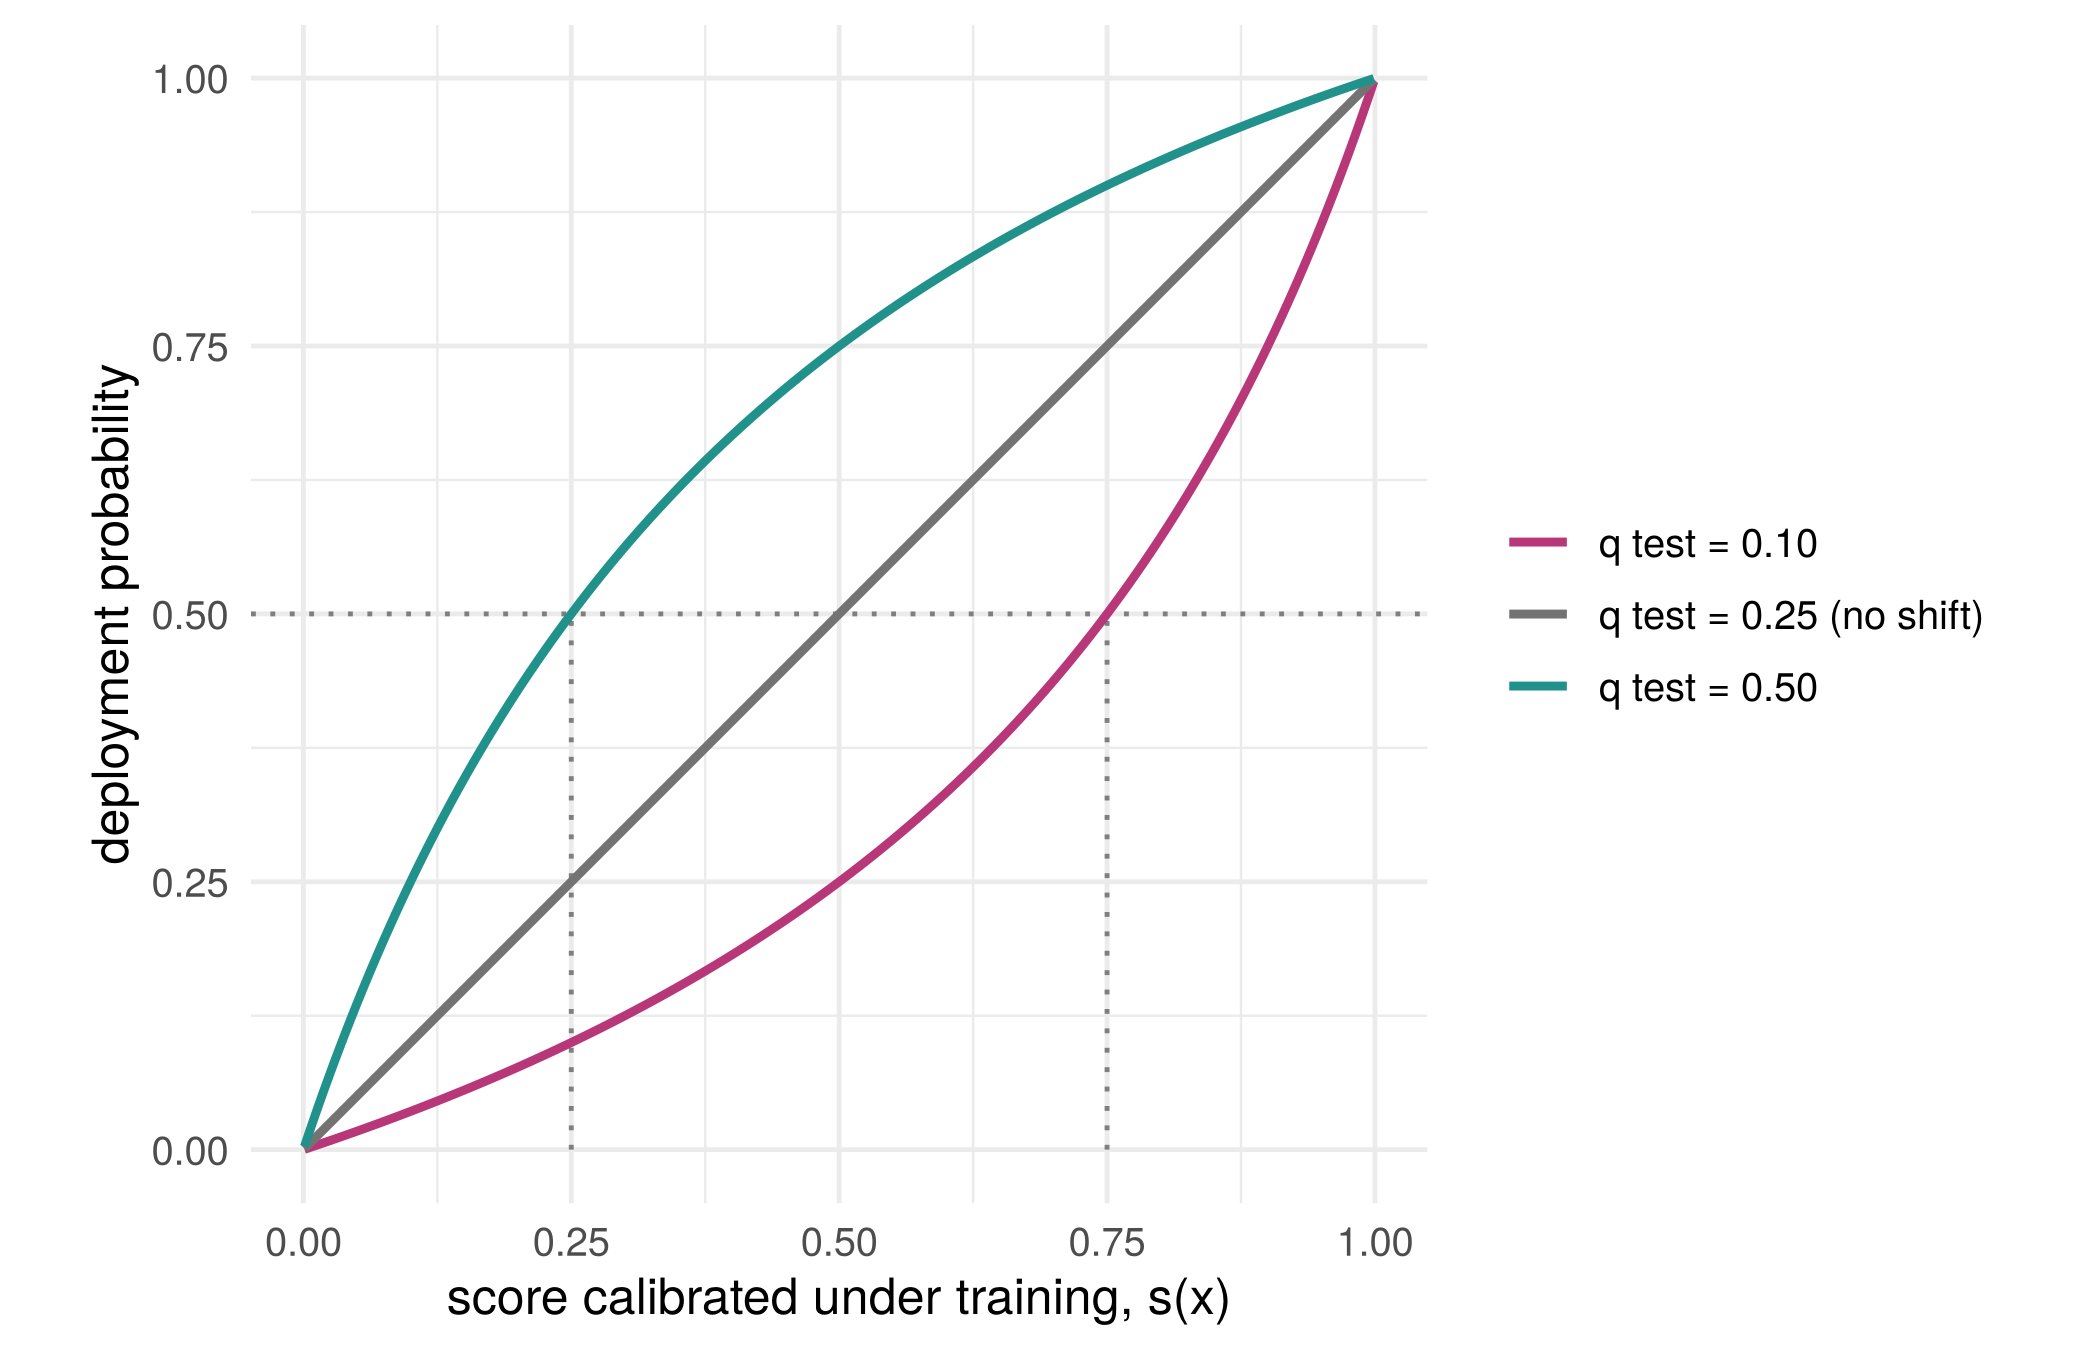 1.00
0.75
0.50
0.25
0.00
deployment probability
0.00 0.25 0.50 0.75 1.00
score calibrated under training, s(x)
q test = 0.10
q test = 0.25 (no shift)
q test = 0.50